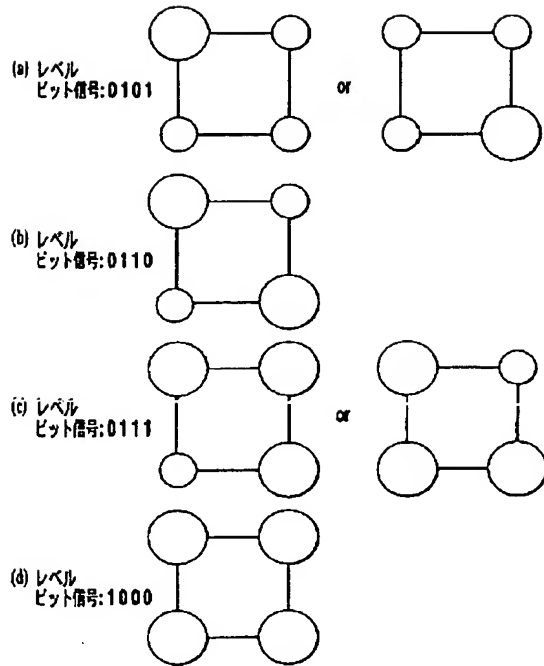 (a) レベル
ビット信号:0101
or
(b) レベル
ビット信号:0110
(c) レベル
ビット信号:0111
or
(d) レベル
ビット信号:1000